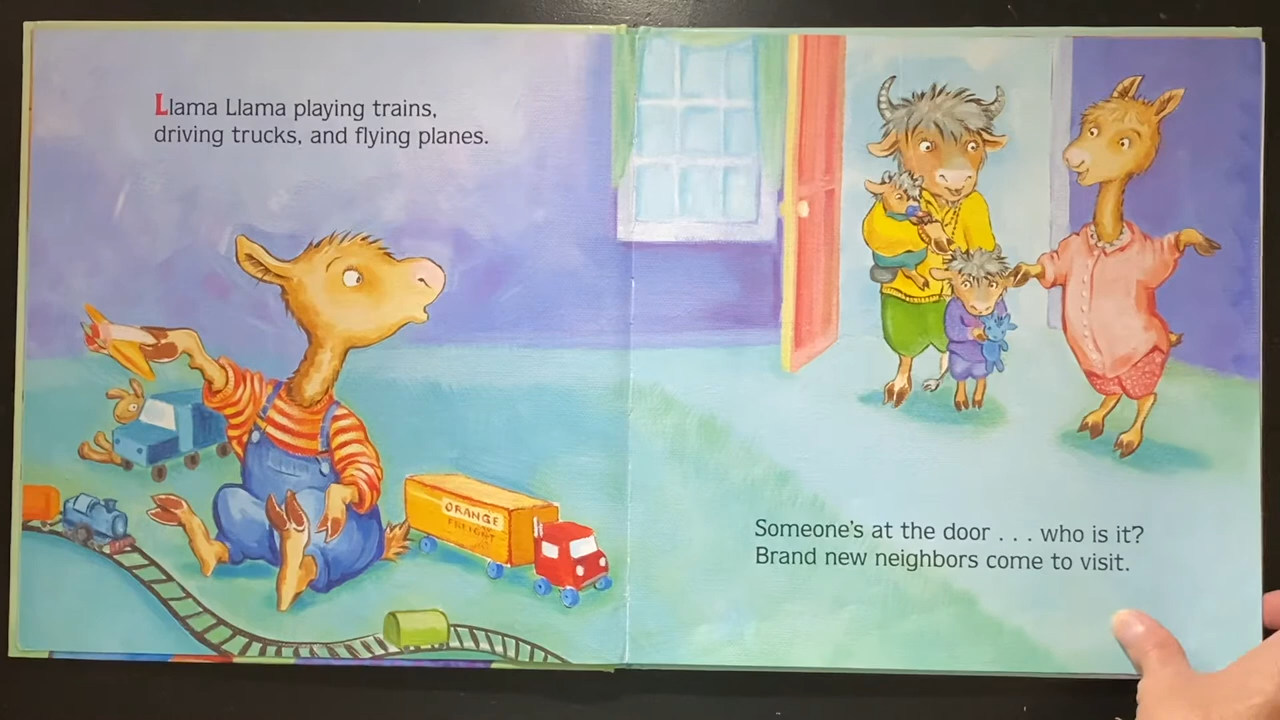 Llama Llama playing trains,
driving trucks, and flying planes.
ORANGE
FREIGHT
Someone's at the door . . . who is it?
Brand new neighbors come to visit.